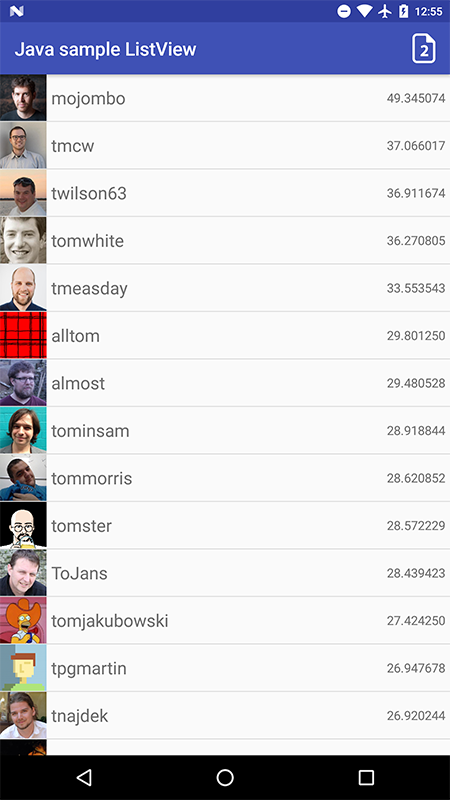 12:55
Java sample ListView
2
mojombo 49.345074
tmcw 37.066017
twilson63 36.911674
tomwhite 36.270805
tmeasday 33.553543
alltom 29.801250
almost 29.480528
tominsam 28.918844
tommorris 28.620852
tomster 28.572229
ToJans 28.439423
tomjakubowski 27.424250
tpgmartin 26.947678
tnajdek 26.920244